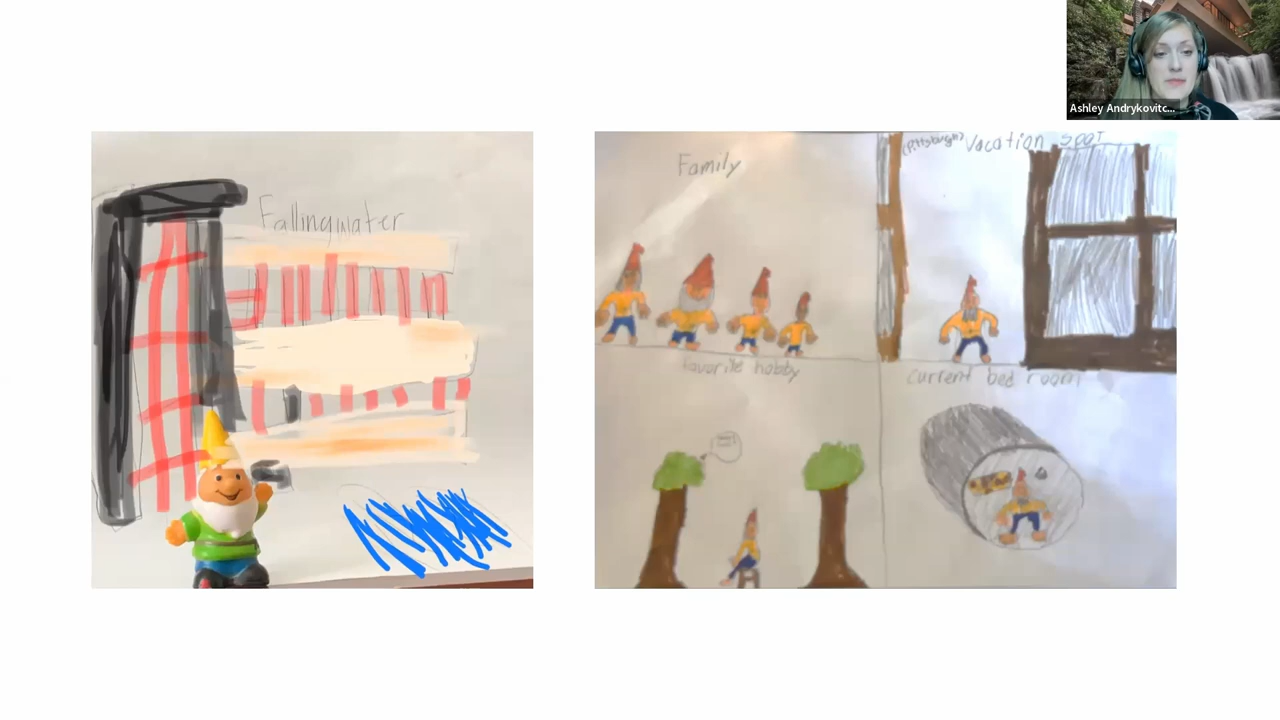 Ashley Andrykovitc...
Fallingwater
Family
(Pittsburgh) Vacation spot
favorite hobby
current bed room